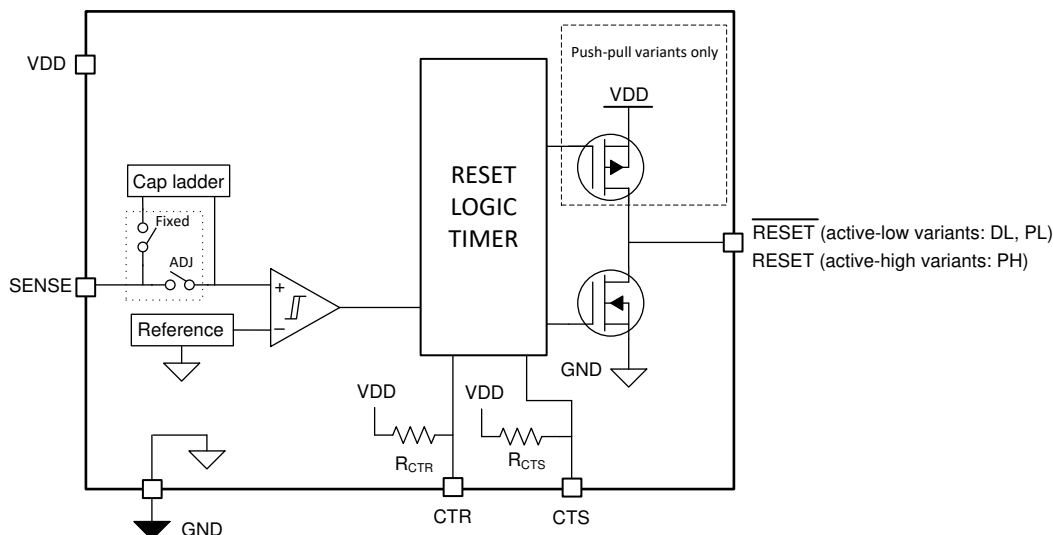 Push-pull variants only
VDD
VDD
Cap ladder
RESET
LOGIC
TIMER
Fixed
RESET (active-low variants: DL, PL)
RESET (active-high variants: PH)
ADJ
SENSE
+
−
Reference
GND
VDD
VDD
RCTR
RCTS
CTR
CTS
GND